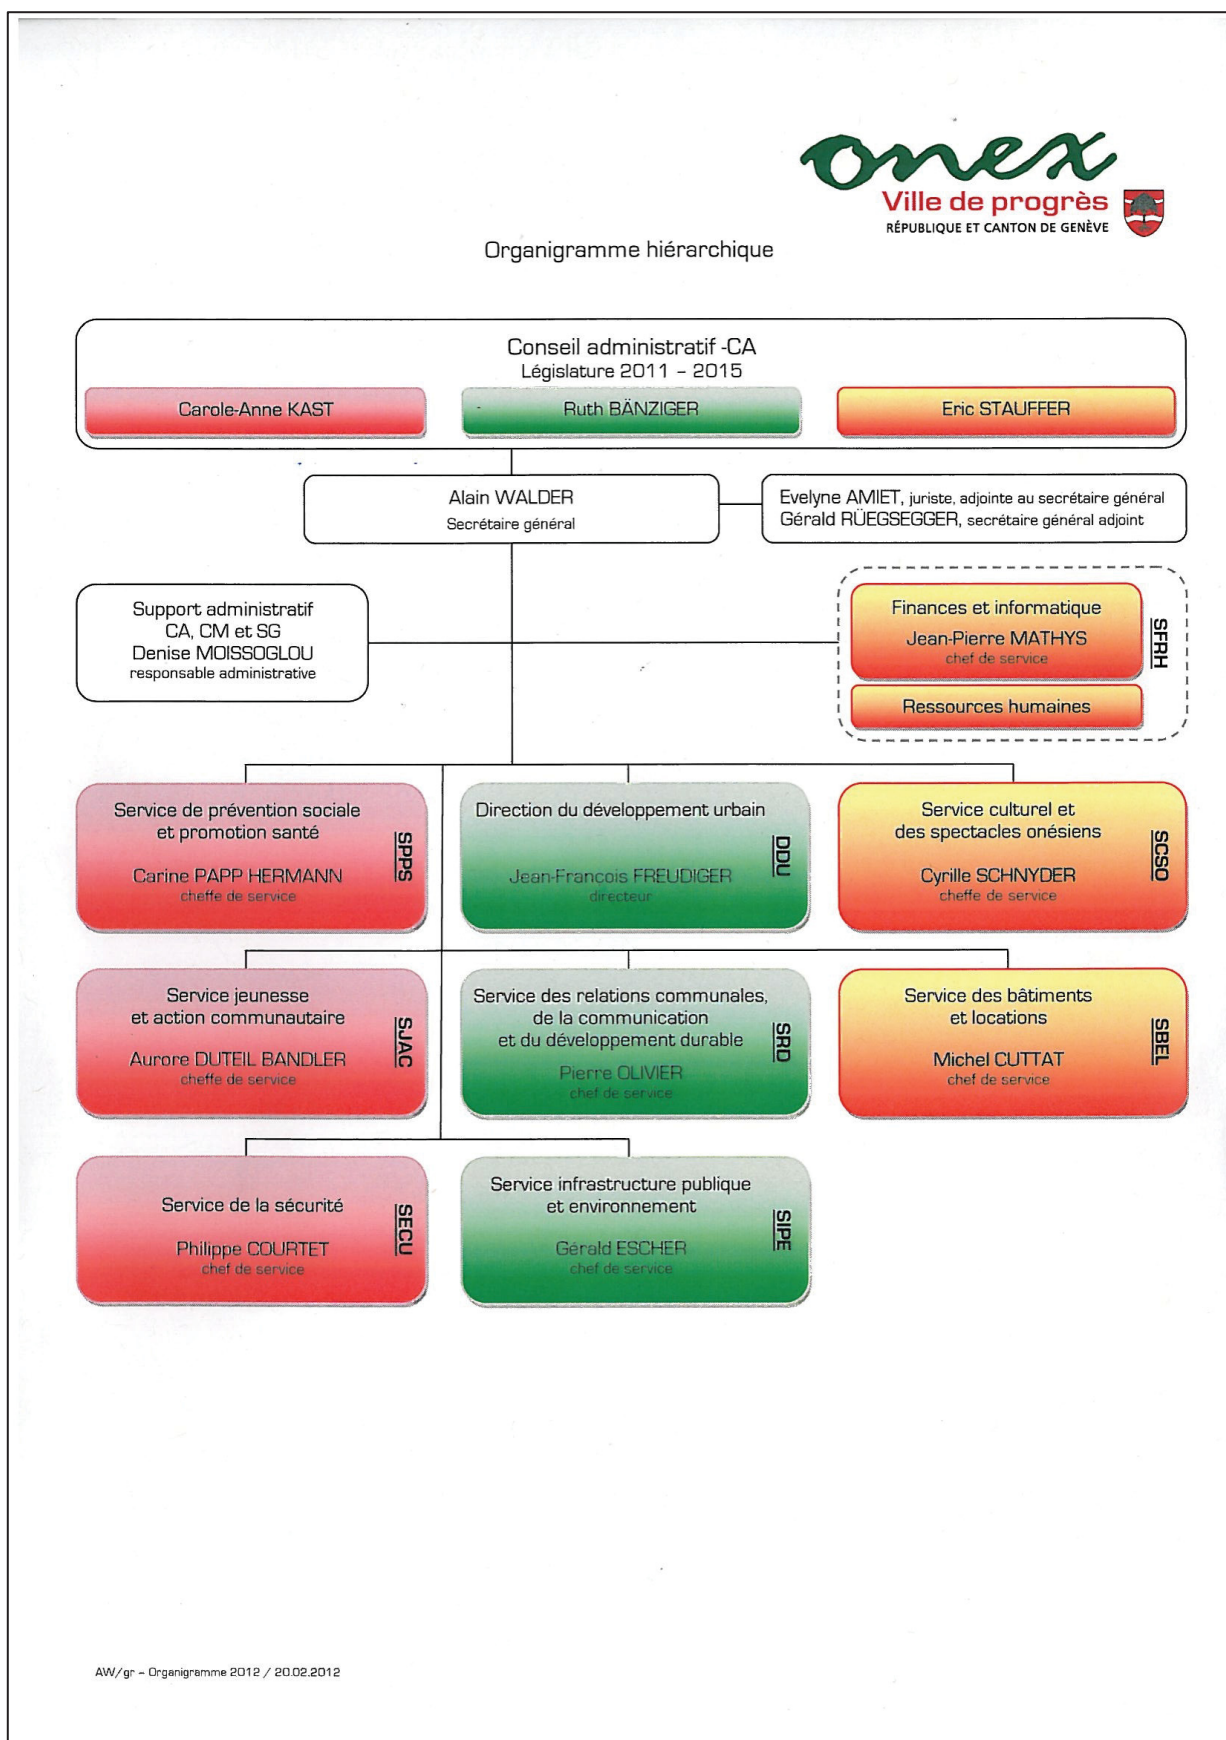 onex
Ville de progrès
RÉPUBLIQUE ET CANTON DE GENÈVE
Organigramme hiérarchique
Conseil administratif -CA
Législature 2011 – 2015
Carole-Anne KAST
Ruth BÄNZIGER
Eric STAUFFER
Alain WALDER
Secrétaire général
Evelyne AMIET, juriste, adjointe au secrétaire général
Gérald RÜEGSEGGER, secrétaire général adjoint
Support administratif
CA, CM et SG
Denise MOISSOGLOU
responsable administrative
Finances et informatique
Jean-Pierre MATHYS
chef de service
Ressources humaines
SFRH
Service de prévention sociale
et promotion santé
Carine PAPP HERMANN
cheffe de service
SPPS
Direction du développement urbain
Jean-François FREUDIGER
directeur
DDU
Service culturel et
des spectacles onésiens
Cyrille SCHNYDER
cheffe de service
SCSO
Service jeunesse
et action communautaire
Aurore DUTEIL BANDLER
cheffe de service
SJAC
Service des relations communales,
de la communication
et du développement durable
Pierre OLIVIER
chef de service
SRD
Service des bâtiments
et locations
Michel CUTTAT
chef de service
SBEL
Service de la sécurité
Philippe COURTET
chef de service
SECU
Service infrastructure publique
et environnement
Gérald ESCHER
chef de service
SIPE
AW/gr – Organigramme 2012 / 20.02.2012